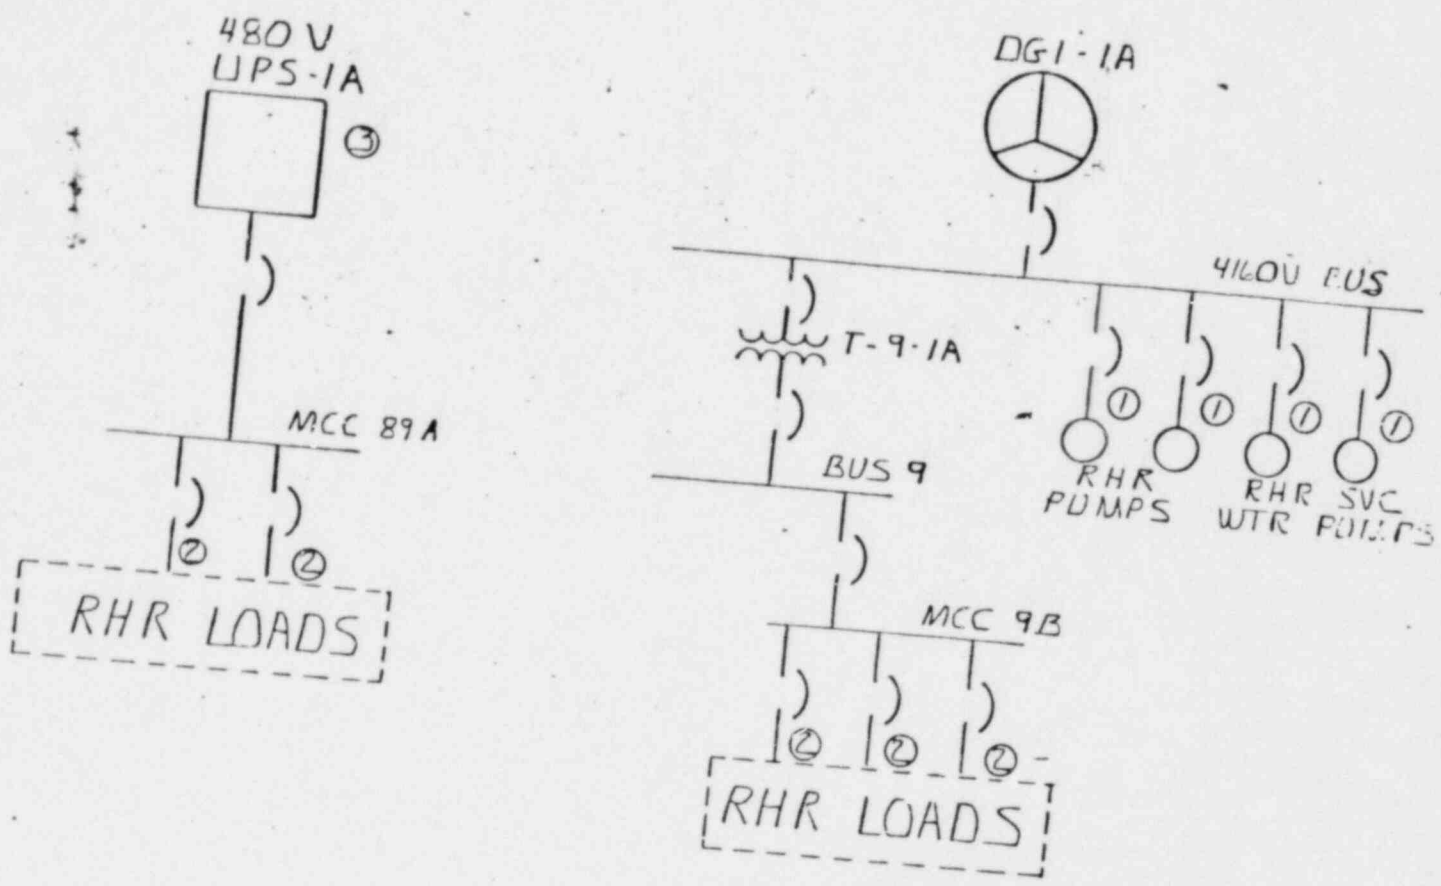 480 V
UPS-1A
③
MCC 89A
②
②
RHR LOADS
DG1-1A
4160V BUS
T-9-1A
①
①
①
①
BUS 9
RHR
PUMPS
RHR SVC
WTR PUMPS
MCC 9B
②
②
②
RHR LOADS